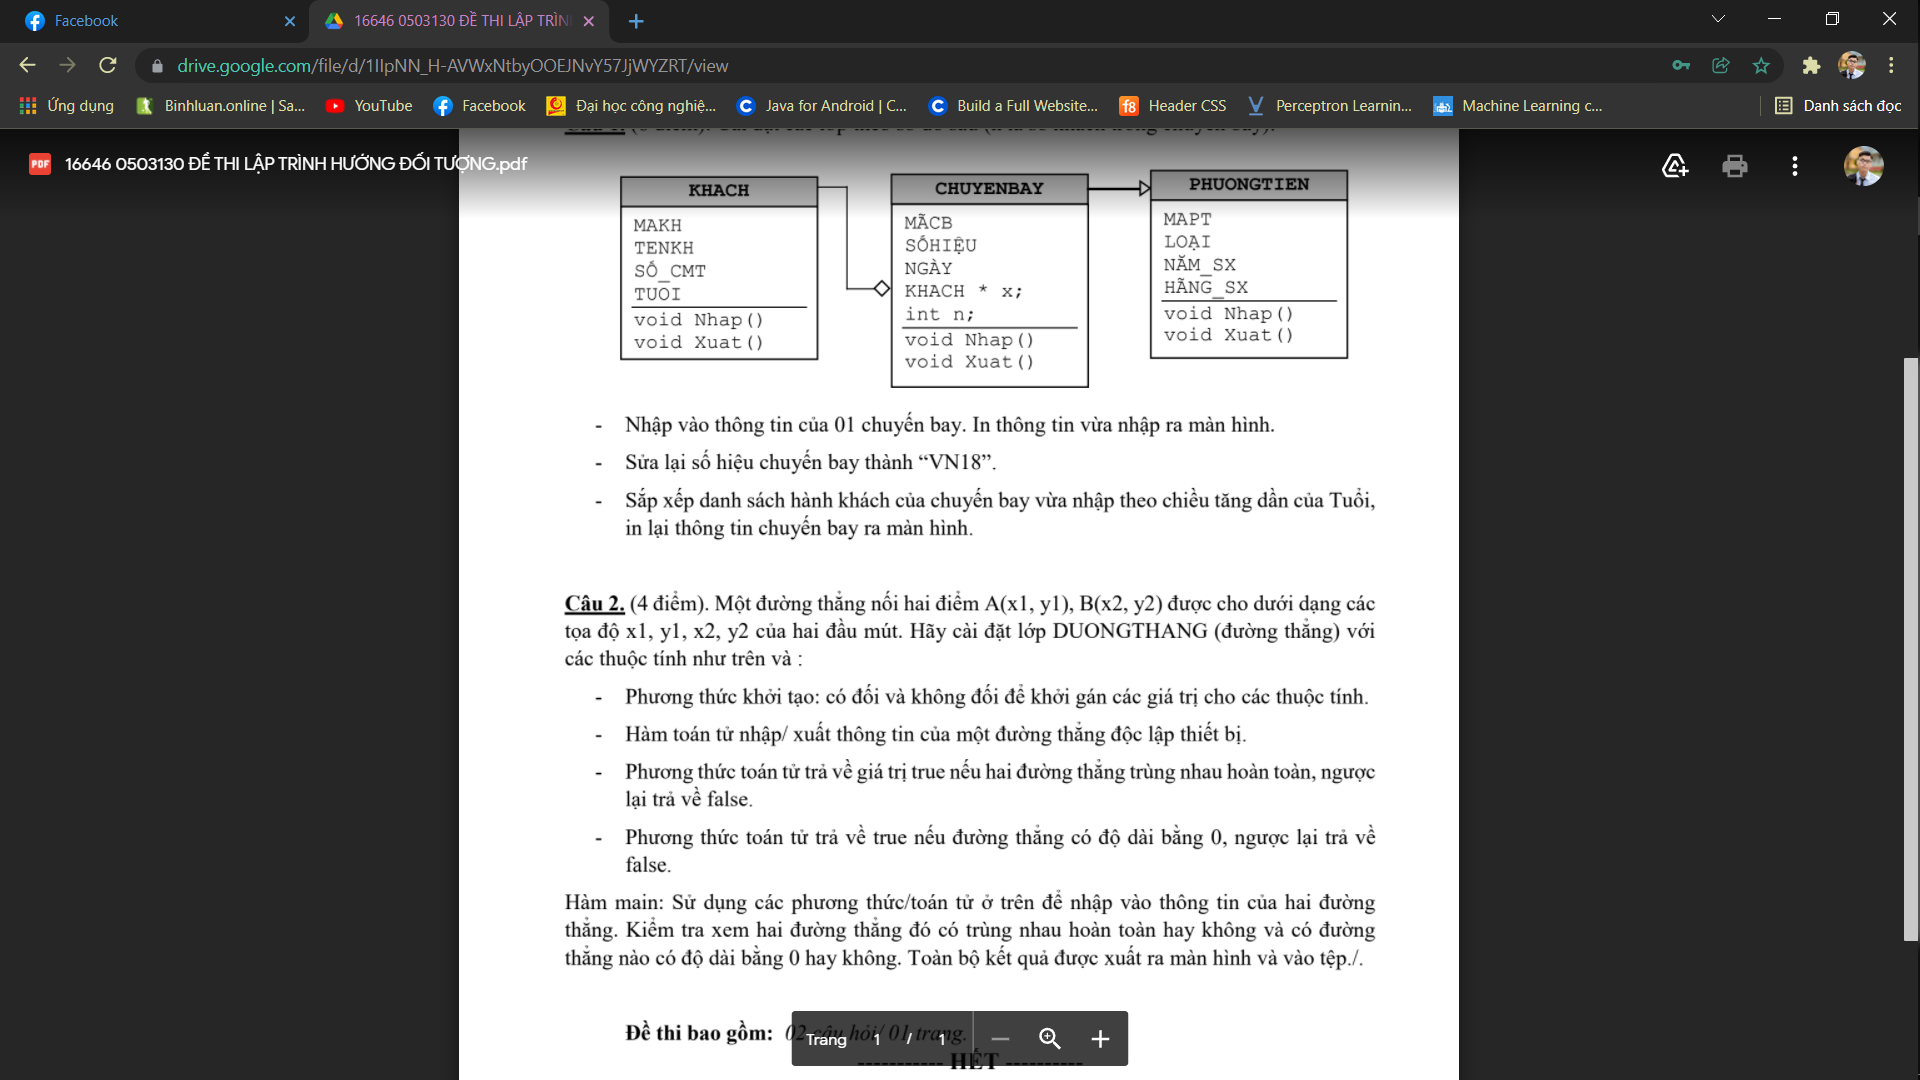 Facebook
16646 0503130 ĐỀ THI LẬP TRÌN
drive.google.com/file/d/1IIpNN_H-AVWxNtbyOOEJNvY57JjWYZRT/view
Ứng dụng
Binhluan.online | Sa...
YouTube
Facebook
Đại học công nghiệ...
Java for Android | C...
Build a Full Website...
Header CSS
Perceptron Learnin...
Machine Learning c...
Danh sách đọc
16646 0503130 ĐỀ THI LẬP TRÌNH HƯỚNG ĐỐI TƯỢNG.pdf
KHACH
MAKH
TENKH
SỐ_CMT
TUOI
void Nhap()
void Xuat()
CHUYENBAY
MÃCB
SỐHIỆU
NGÀY
KHACH * x;
int n;
void Nhap()
void Xuat()
PHUONGTIEN
MAPT
LOẠI
NĂM_SX
HÃNG_SX
void Nhap()
void Xuat()
- Nhập vào thông tin của 01 chuyến bay. In thông tin vừa nhập ra màn hình.
- Sửa lại số hiệu chuyến bay thành “VN18”.
- Sắp xếp danh sách hành khách của chuyến bay vừa nhập theo chiều tăng dần của Tuổi,
in lại thông tin chuyến bay ra màn hình.
Câu 2. (4 điểm). Một đường thẳng nối hai điểm A(x1, y1), B(x2, y2) được cho dưới dạng các
tọa độ x1, y1, x2, y2 của hai đầu mút. Hãy cài đặt lớp DUONGTHANG (đường thẳng) với
các thuộc tính như trên và :
- Phương thức khởi tạo: có đối và không đối để khởi gán các giá trị cho các thuộc tính.
- Hàm toán tử nhập/ xuất thông tin của một đường thẳng độc lập thiết bị.
- Phương thức toán tử trả về giá trị true nếu hai đường thẳng trùng nhau hoàn toàn, ngược
lại trả về false.
- Phương thức toán tử trả về true nếu đường thẳng có độ dài bằng 0, ngược lại trả về
false.
Hàm main: Sử dụng các phương thức/toán tử ở trên để nhập vào thông tin của hai đường
thẳng. Kiểm tra xem hai đường thẳng đó có trùng nhau hoàn toàn hay không và có đường
thẳng nào có độ dài bằng 0 hay không. Toàn bộ kết quả được xuất ra màn hình và vào tệp./.
Đề thi bao gồm: 02 câu hỏi/ 01 trang.
Trang 1 / 1
----------- HẾT ----------